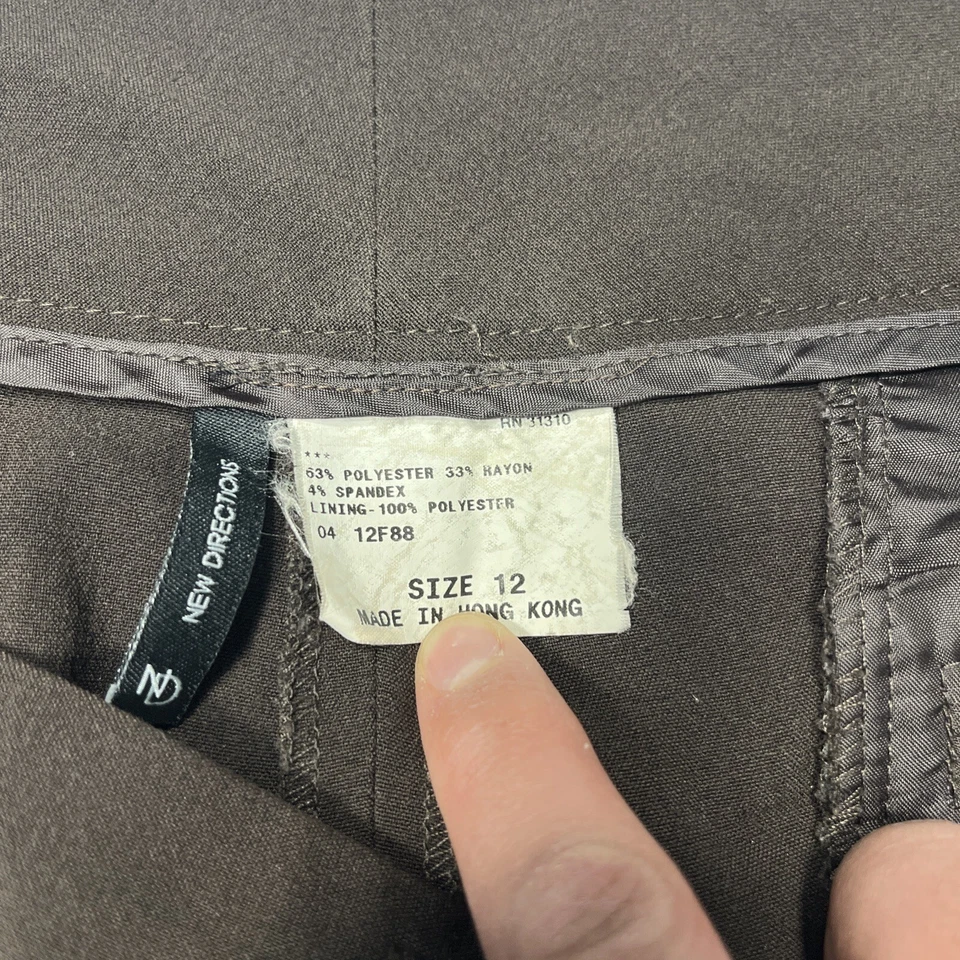 NEW DIRECTIONS
ND
RN 31310
***
63% POLYESTER 33% RAYON
4% SPANDEX
LINING-100% POLYESTER
04 12F88
SIZE 12
MADE IN HONG KONG